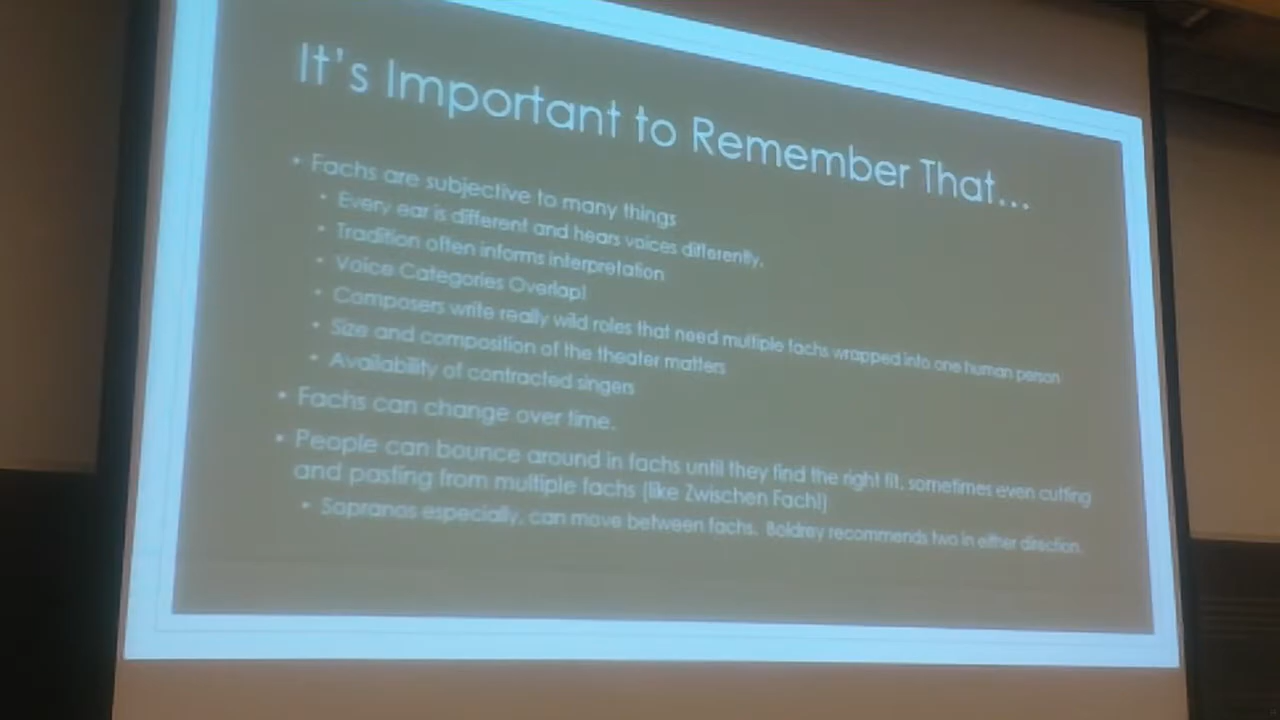 It's Important to Remember That...
• Fachs are subjective to many things
• Every ear is different and hears voices differently.
• Tradition often informs interpretation
• Voice Categories Overlap!
• Composers write really wild roles that need multiple fachs wrapped into one human person
• Size and composition of the theater matters
• Availability of contracted singers
• Fachs can change over time.
• People can bounce around in fachs until they find the right fit, sometimes even cutting
and pasting from multiple fachs (like Zwischen Fach!)
• Sopranos especially, can move between fachs. Boldrey recommends two in either direction.